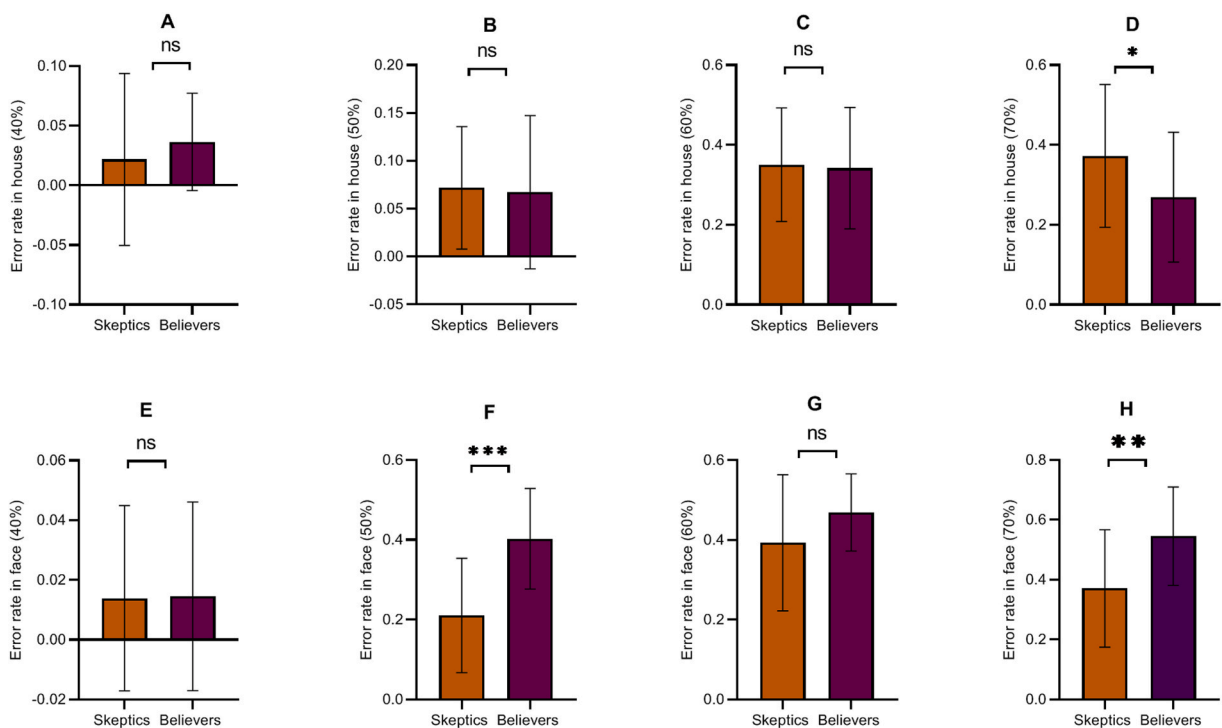 A
ns
Error rate in house (40%)
0.10
0.05
0.00
-0.05
-0.10
Skeptics Believers
B
ns
Error rate in house (50%)
0.20
0.15
0.10
0.05
0.00
-0.05
Skeptics Believers
C
ns
Error rate in house (60%)
0.6
0.4
0.2
0.0
Skeptics Believers
D
*
Error rate in house (70%)
0.6
0.4
0.2
0.0
Skeptics Believers
E
ns
Error rate in face (40%)
0.06
0.04
0.02
0.00
-0.02
Skeptics Believers
F
***
Error rate in face (50%)
0.6
0.4
0.2
0.0
Skeptics Believers
G
ns
Error rate in face (60%)
0.6
0.4
0.2
0.0
Skeptics Believers
H
**
Error rate in face (70%)
0.8
0.6
0.4
0.2
0.0
Skeptics Believers